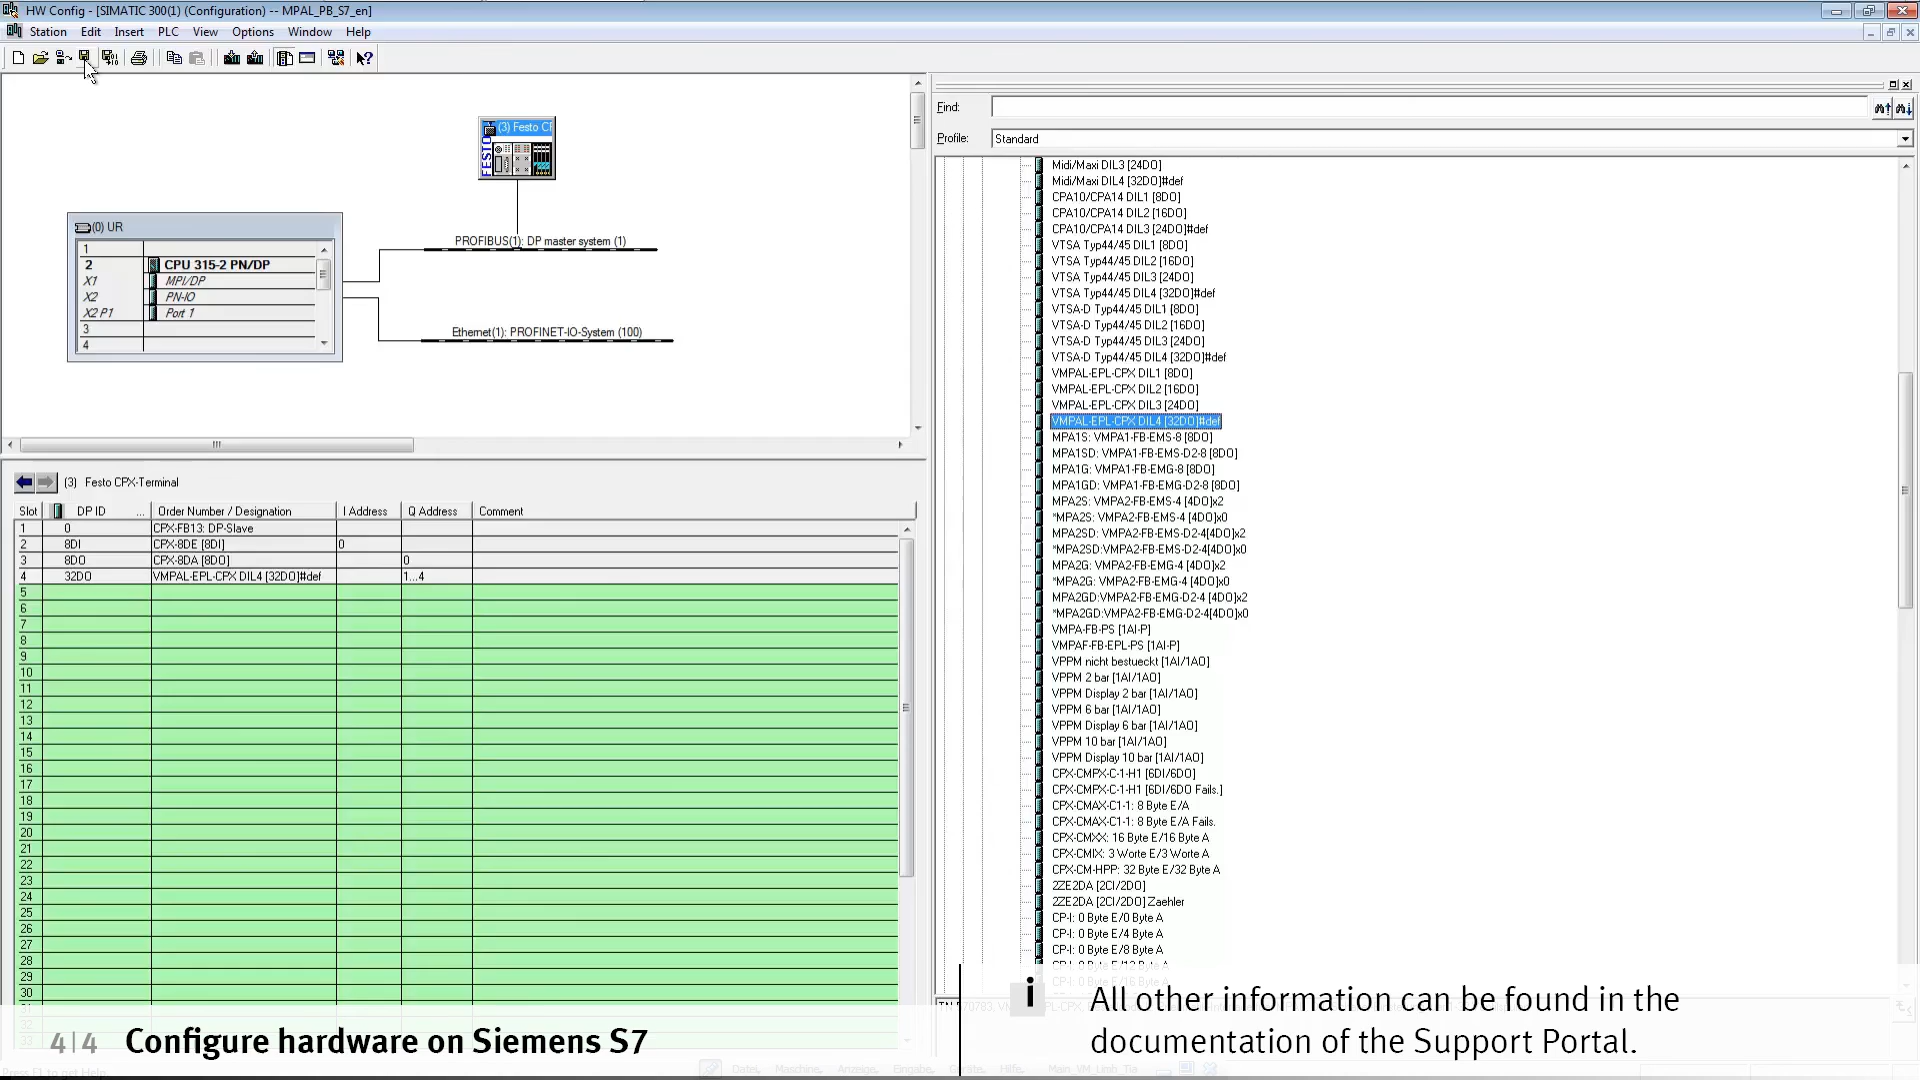 HW Config - [SIMATIC 300(1) (Configuration) -- MPAL_PB_S7_en]
Station Edit Insert PLC View Options Window Help
(3) Festo CF
FESTO
PROFIBUS(1): DP master system (1)
(0) UR
1
2 CPU 315-2 PN/DP
X1 MPI/DP
X2 PN-IO
X2 P1 Port 1
3
4
Ethernet(1): PROFINET-IO-System (100)
(3) Festo CPX-Terminal
Slot DP ID ... Order Number / Designation I Address Q Address Comment
1 0 CPX-FB13: DP-Slave
2 8DI CPX-8DE [8DI] 0
3 8DO CPX-8DA [8DO] 0
4 32DO VMPAL-EPL-CPX DIL4 [32DO]#def 1...4
5
6
7
8
9
10
11
12
13
14
15
16
17
18
19
20
21
22
23
24
25
26
27
28
29
30
Find:
Profile: Standard
Midi/Maxi DIL3 [24DO]
Midi/Maxi DIL4 [32DO]#def
CPA10/CPA14 DIL1 [8DO]
CPA10/CPA14 DIL2 [16DO]
CPA10/CPA14 DIL3 [24DO]#def
VTSA Typ44/45 DIL1 [8DO]
VTSA Typ44/45 DIL2 [16DO]
VTSA Typ44/45 DIL3 [24DO]
VTSA Typ44/45 DIL4 [32DO]#def
VTSA-D Typ44/45 DIL1 [8DO]
VTSA-D Typ44/45 DIL2 [16DO]
VTSA-D Typ44/45 DIL3 [24DO]
VTSA-D Typ44/45 DIL4 [32DO]#def
VMPAL-EPL-CPX DIL1 [8DO]
VMPAL-EPL-CPX DIL2 [16DO]
VMPAL-EPL-CPX DIL3 [24DO]
VMPAL-EPL-CPX DIL4 [32DO]#def
MPA1S: VMPA1-FB-EMS-8 [8DO]
MPA1SD: VMPA1-FB-EMS-D2-8 [8DO]
MPA1G: VMPA1-FB-EMG-8 [8DO]
MPA1GD: VMPA1-FB-EMG-D2-8 [8DO]
MPA2S: VMPA2-FB-EMS-4 [4DO]x2
*MPA2S: VMPA2-FB-EMS-4 [4DO]x0
MPA2SD: VMPA2-FB-EMS-D2-4[4DO]x2
*MPA2SD:VMPA2-FB-EMS-D2-4[4DO]x0
MPA2G: VMPA2-FB-EMG-4 [4DO]x2
*MPA2G: VMPA2-FB-EMG-4 [4DO]x0
MPA2GD:VMPA2-FB-EMG-D2-4 [4DO]x2
*MPA2GD:VMPA2-FB-EMG-D2-4[4DO]x0
VMPA-FB-PS [1AI-P]
VMPAF-FB-EPL-PS [1AI-P]
VPPM nicht bestueckt [1AI/1AO]
VPPM 2 bar [1AI/1AO]
VPPM Display 2 bar [1AI/1AO]
VPPM 6 bar [1AI/1AO]
VPPM Display 6 bar [1AI/1AO]
VPPM 10 bar [1AI/1AO]
VPPM Display 10 bar [1AI/1AO]
CPX-CMPX-C-1-H1 [6DI/6DO]
CPX-CMPX-C-1-H1 [6DI/6DO Fails.]
CPX-CMAX-C1-1: 8 Byte E/A
CPX-CMAX-C1-1: 8 Byte E/A Fails.
CPX-CMXX: 16 Byte E/16 Byte A
CPX-CMIX: 3 Worte E/3 Worte A
CPX-CM-HPP: 32 Byte E/32 Byte A
2ZE2DA [2CI/2DO]
2ZE2DA [2CI/2DO] Zaehler
CP-I: 0 Byte E/0 Byte A
CP-I: 0 Byte E/4 Byte A
CP-I: 0 Byte E/8 Byte A
CP-I: 0 Byte E/12 Byte A
CP-I: 0 Byte E/16 Byte A
4|4 Configure hardware on Siemens S7
i All other information can be found in the
documentation of the Support Portal.
Press F1 to get Help.